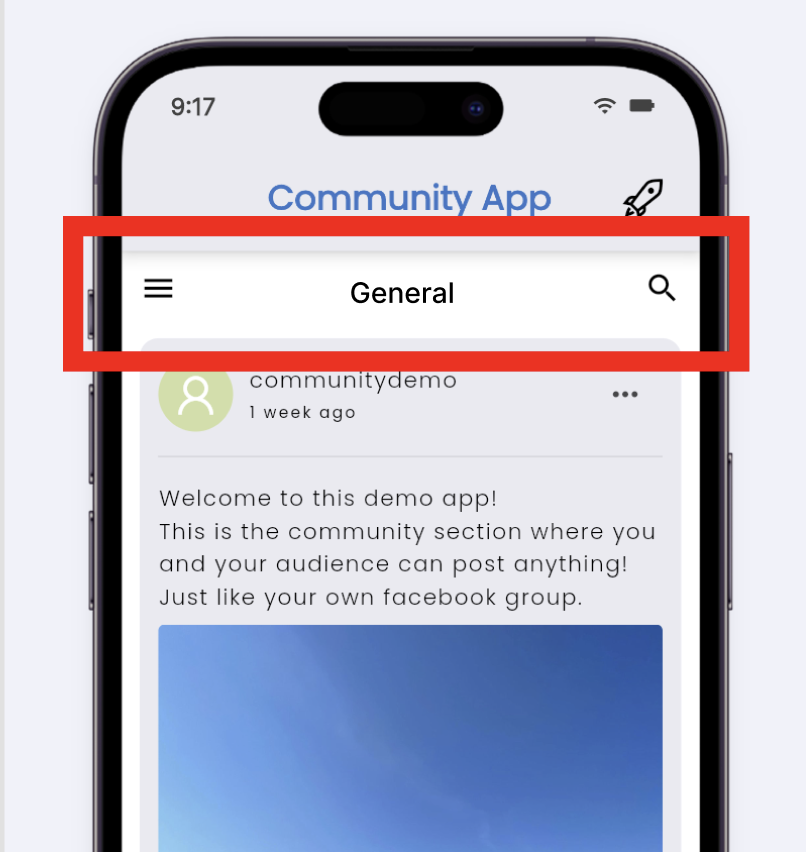 9:17
Community App
General
communitydemo
1 week ago
Welcome to this demo app!
This is the community section where you
and your audience can post anything!
Just like your own facebook group.